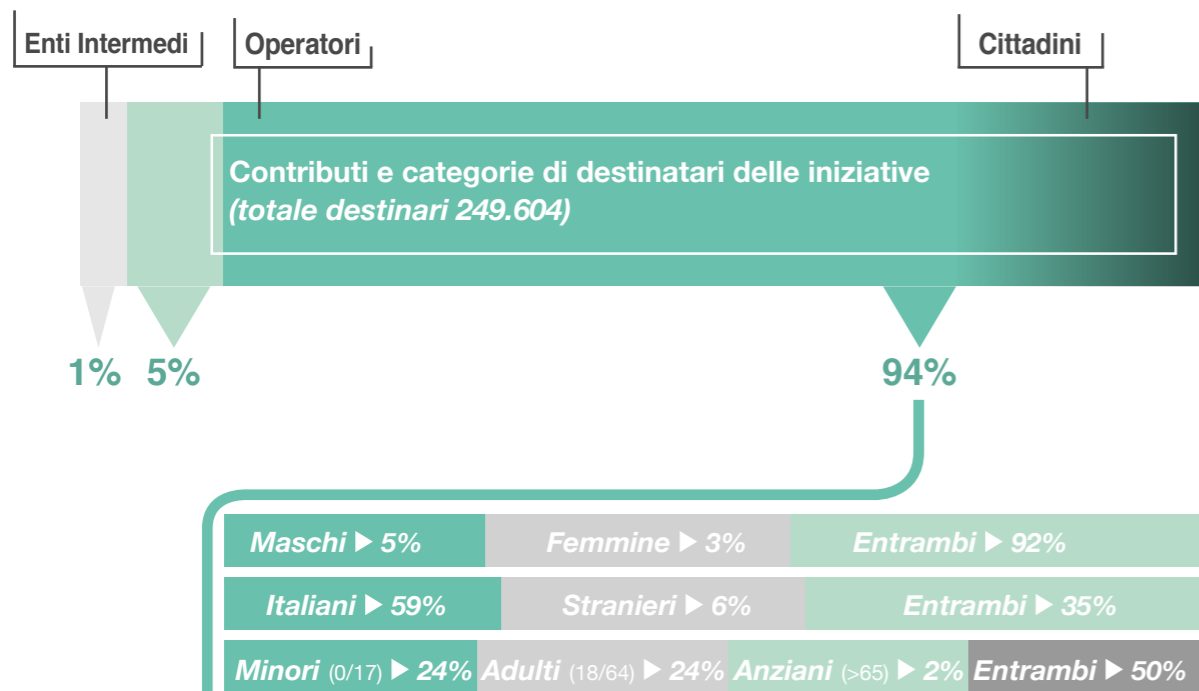 Enti Intermedi
Operatori
Cittadini
Contributi e categorie di destinatari delle iniziative
(totale destinari 249.604)
1%
5%
94%
Maschi ▶ 5%
Femmine ▶ 3%
Entrambi ▶ 92%
Italiani ▶ 59%
Stranieri ▶ 6%
Entrambi ▶ 35%
Minori (0/17) ▶ 24%
Adulti (18/64) ▶ 24%
Anziani (>65) ▶ 2%
Entrambi ▶ 50%